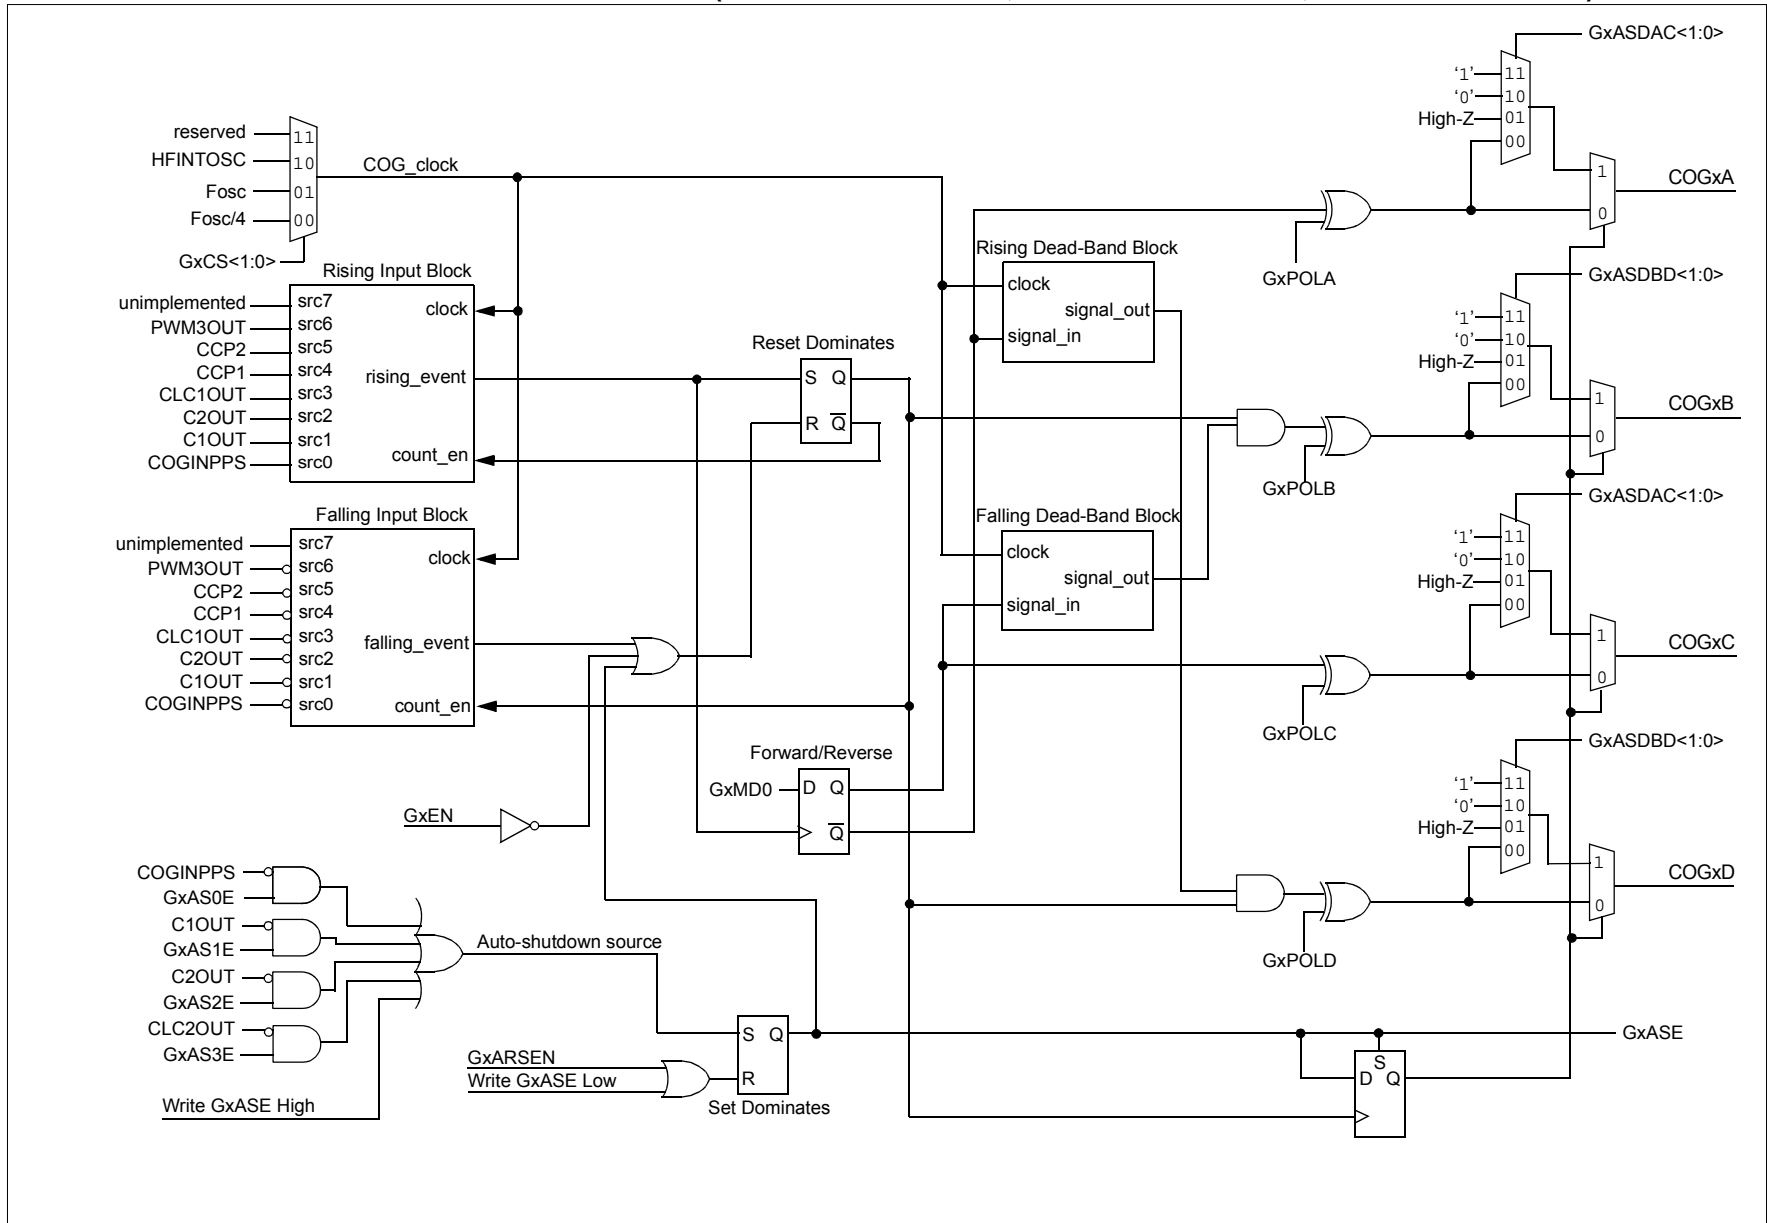 GxASDAC<1:0>
‘1’ 11
‘0’ 10
High-Z 01
00
1
COGxA
0
GxPOLA
reserved 11
HFINTOSC 10
Fosc 01
Fosc/4 00
GxCS<1:0>
COG_clock
Rising Input Block
unimplemented src7
clock
PWM3OUT src6
CCP2 src5
CCP1 src4
rising_event
CLC1OUT src3
C2OUT src2
C1OUT src1
count_en
COGINPPS src0
Reset Dominates
S Q
R Q
Rising Dead-Band Block
clock
signal_out
signal_in
GxASDBD<1:0>
‘1’ 11
‘0’ 10
High-Z 01
00
1
COGxB
0
GxPOLB
Falling Input Block
unimplemented src7
clock
PWM3OUT src6
CCP2 src5
CCP1 src4
CLC1OUT src3
falling_event
C2OUT src2
C1OUT src1
COGINPPS src0
count_en
Falling Dead-Band Block
clock
signal_out
signal_in
GxASDAC<1:0>
‘1’ 11
‘0’ 10
High-Z 01
00
1
COGxC
0
GxPOLC
Forward/Reverse
GxMD0 D Q
Q
GxEN
GxASDBD<1:0>
‘1’ 11
‘0’ 10
High-Z 01
00
1
COGxD
0
GxPOLD
COGINPPS
GxAS0E
C1OUT
GxAS1E
C2OUT
GxAS2E
CLC2OUT
GxAS3E
Write GxASE High
Auto-shutdown source
S Q
R
Set Dominates
GxARSEN
Write GxASE Low
GxASE
S
D Q